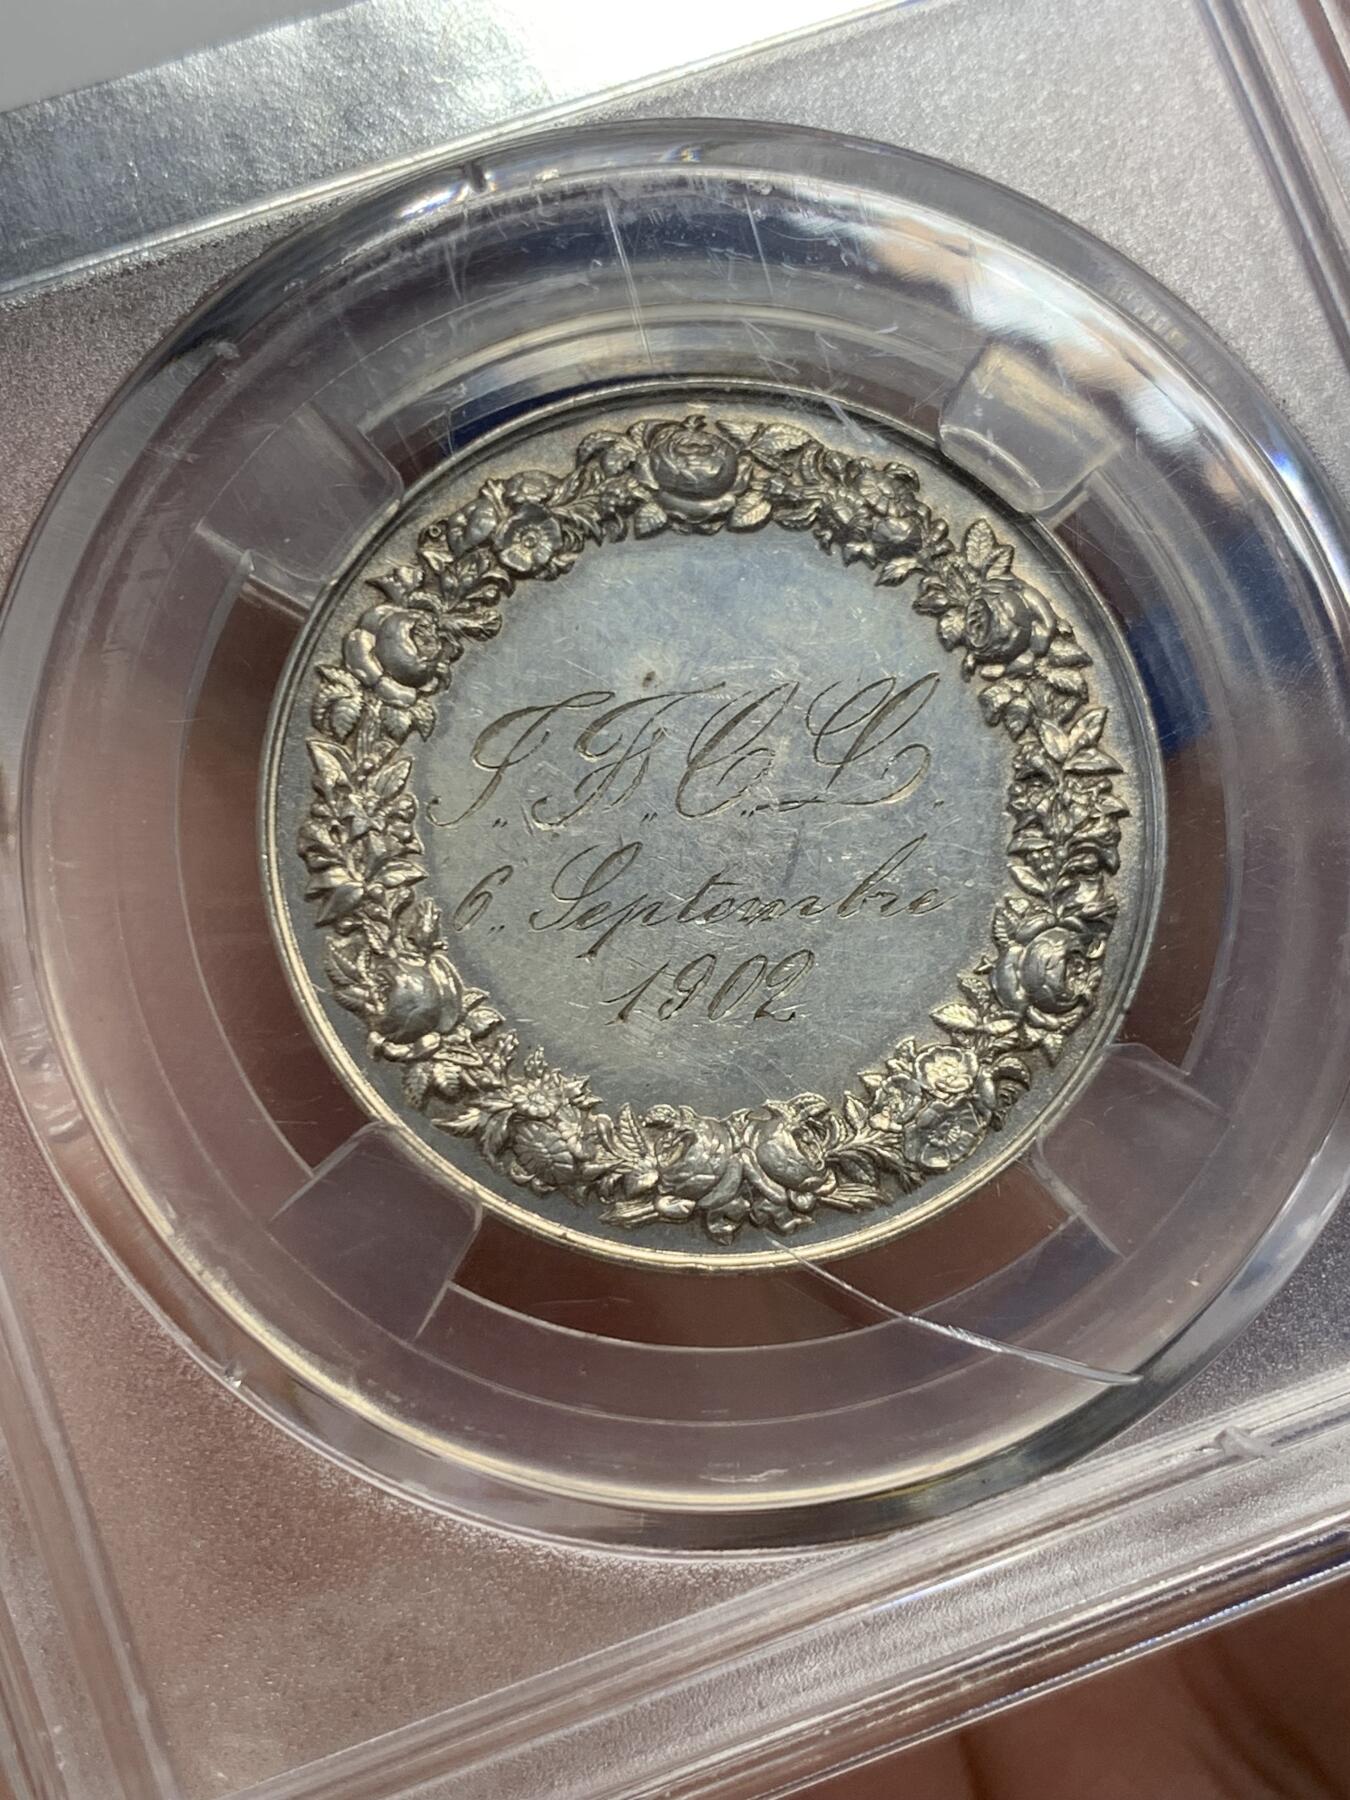 J. F. C. L.
6. Septembre
1902